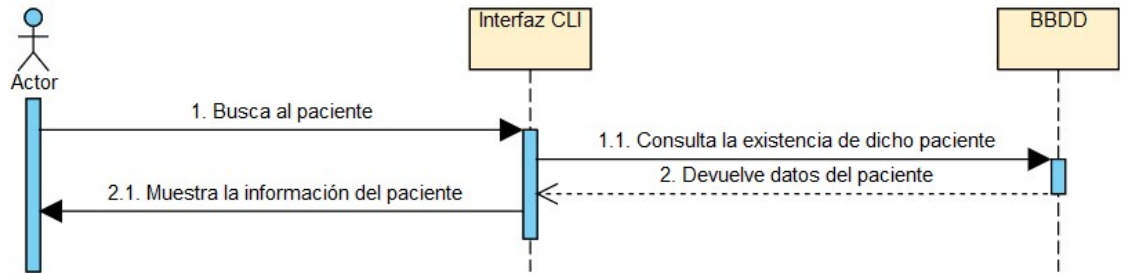 Interfaz CLI
BBDD
Actor
1. Busca al paciente
1.1. Consulta la existencia de dicho paciente
2. Devuelve datos del paciente
2.1. Muestra la información del paciente